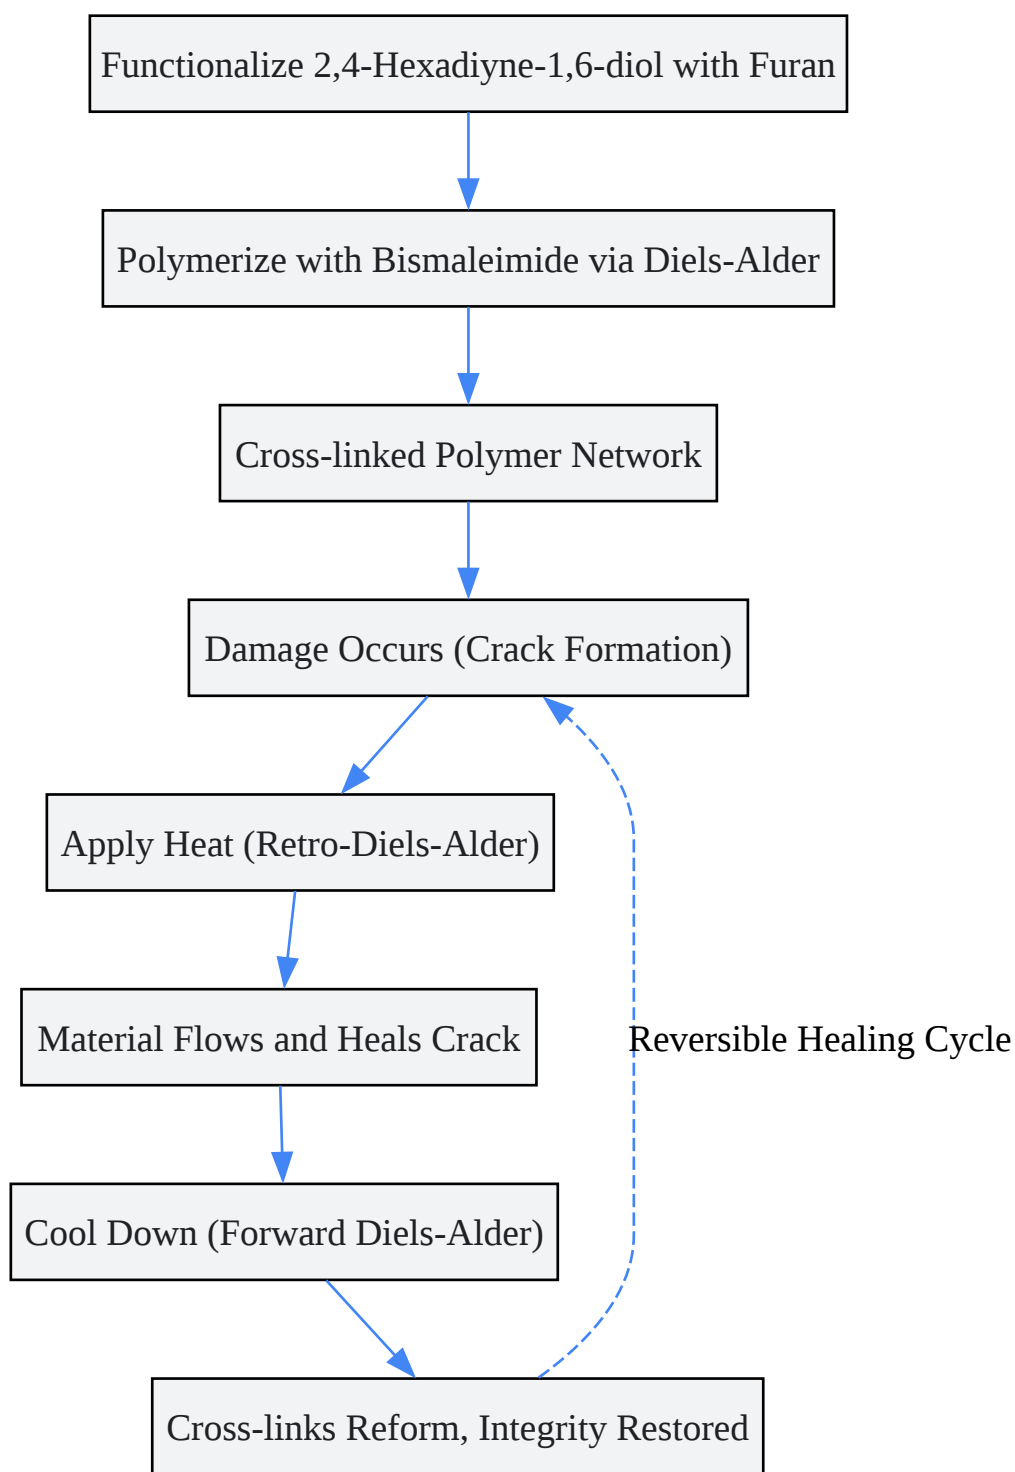 Functionalize 2,4-Hexadiyne-1,6-diol with Furan
Polymerize with Bismaleimide via Diels-Alder
Cross-linked Polymer Network
Damage Occurs (Crack Formation)
Apply Heat (Retro-Diels-Alder)
Material Flows and Heals Crack
Reversible Healing Cycle
Cool Down (Forward Diels-Alder)
Cross-links Reform, Integrity Restored